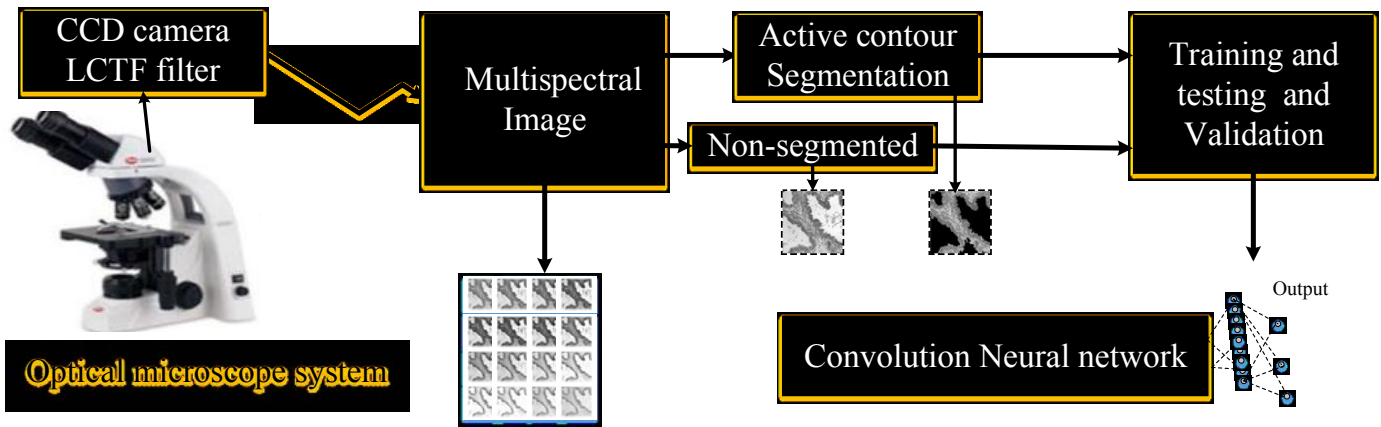 CCD camera
LCTF filter
Multispectral
Image
Active contour
Segmentation
Non-segmented
Training and
testing and
Validation
Optical microscope system
Convolution Neural network
Output